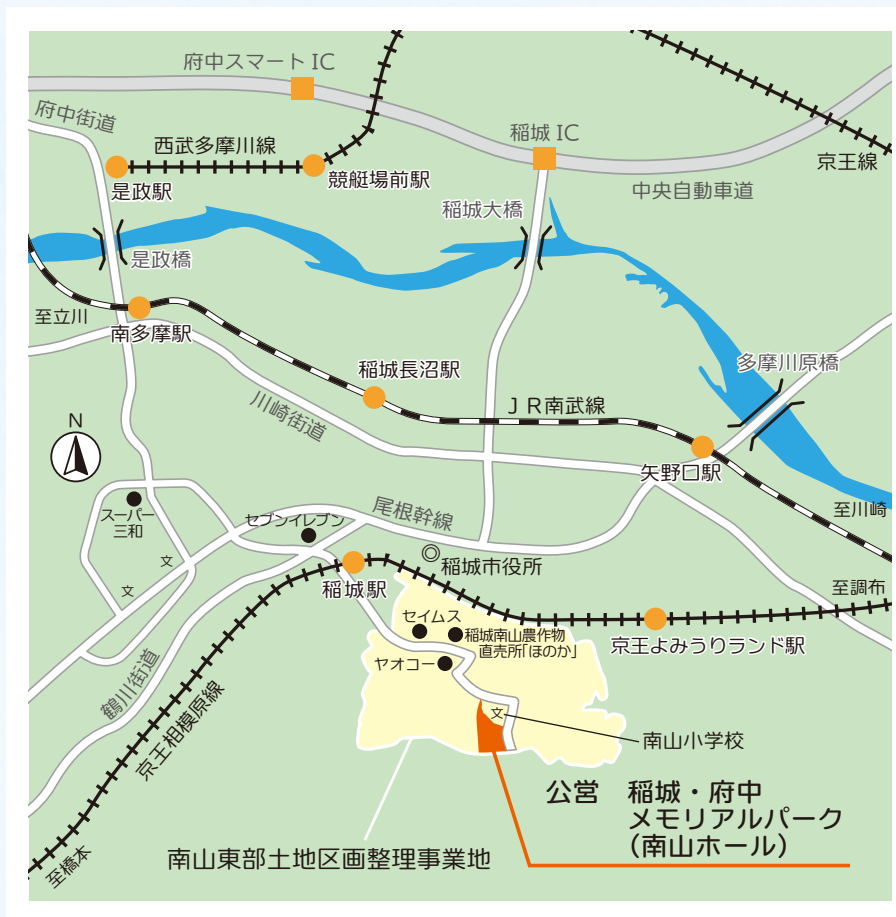 府中スマート IC
府中街道
西武多摩川線
稲城 IC
京王線
是政駅
競艇場前駅
中央自動車道
稲城大橋
是政橋
至立川
南多摩駅
稲城長沼駅
多摩川原橋
川崎街道
ＪＲ南武線
N
矢野口駅
スーパー
三和
セブンイレブン
尾根幹線
至川崎
文
文
稲城市役所
稲城駅
至調布
セイムス
稲城南山農作物
直売所「ほのか」
京王よみうりランド駅
ヤオコー
鶴川街道
京王相模原線
文
南山小学校
公営　稲城・府中
メモリアルパーク
(南山ホール)
南山東部土地区画整理事業地
至橋本